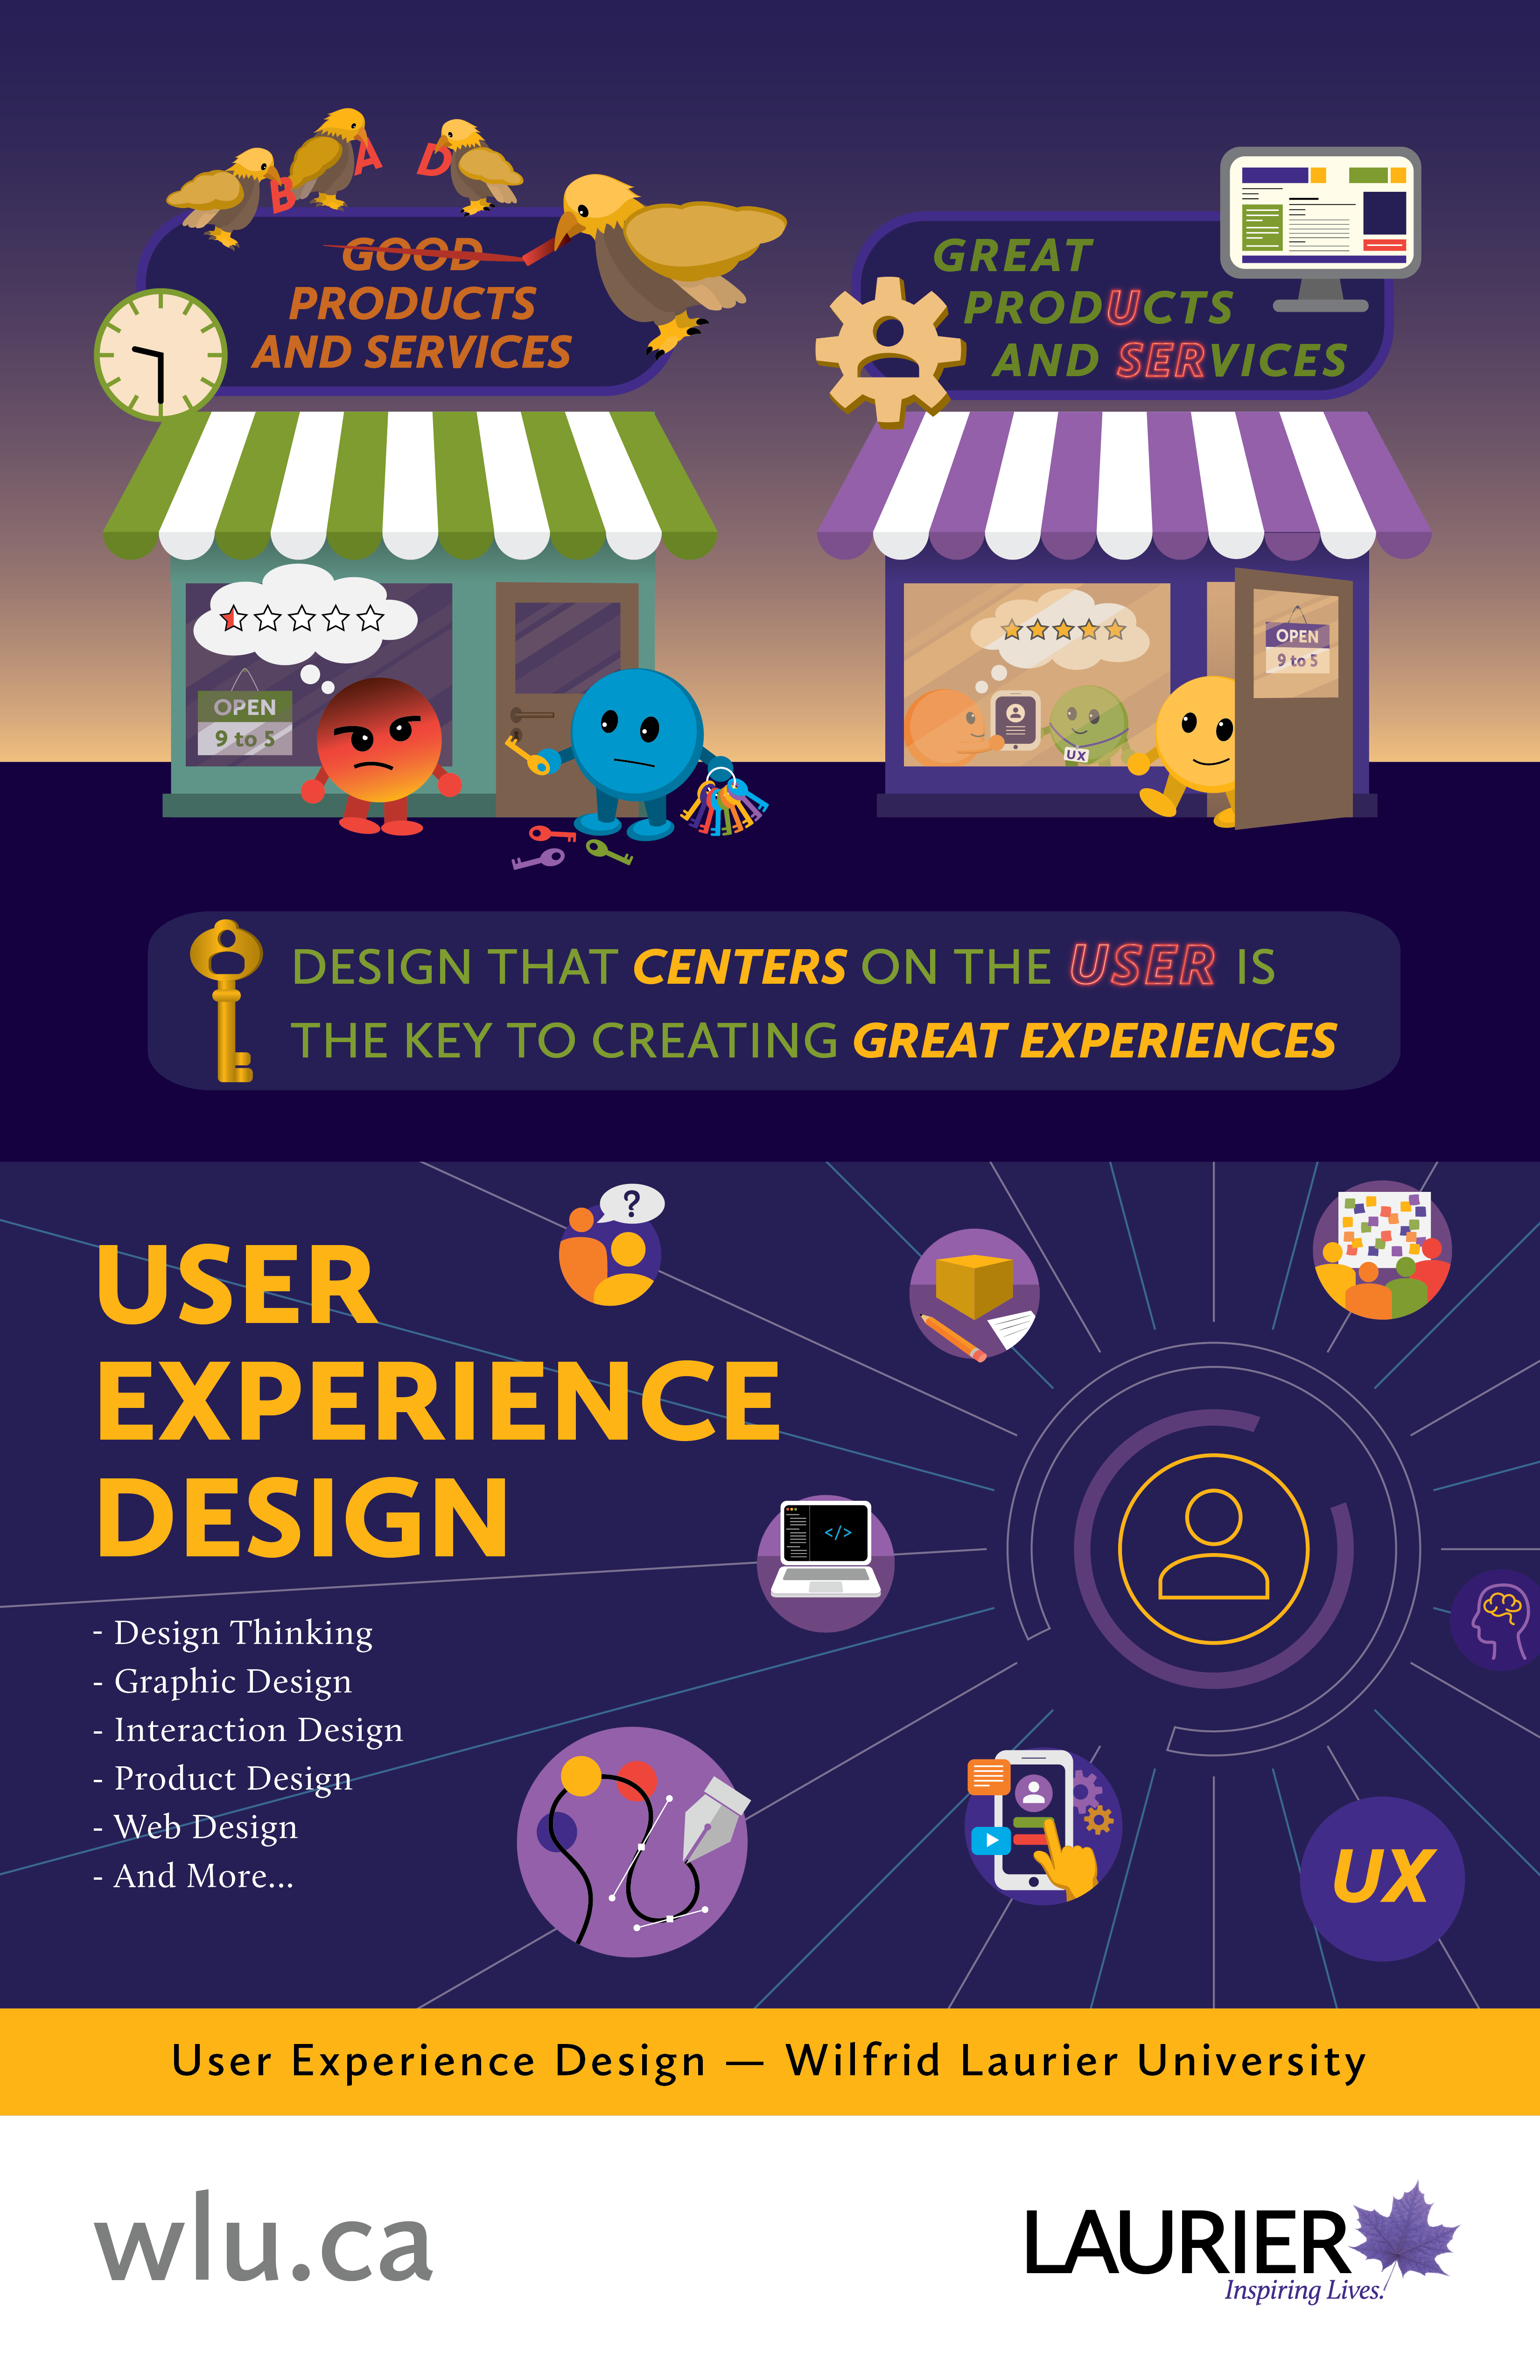 B A D
GOOD
PRODUCTS
AND SERVICES
GREAT
PRODUCTS
AND SERVICES
OPEN
9 to 5
OPEN
9 to 5
UX
DESIGN THAT CENTERS ON THE USER IS
THE KEY TO CREATING GREAT EXPERIENCES
?
USER
EXPERIENCE
DESIGN
</>
- Design Thinking
- Graphic Design
- Interaction Design
- Product Design
- Web Design
- And More...
UX
User Experience Design — Wilfrid Laurier University
wlu.ca
LAURIER
Inspiring Lives.